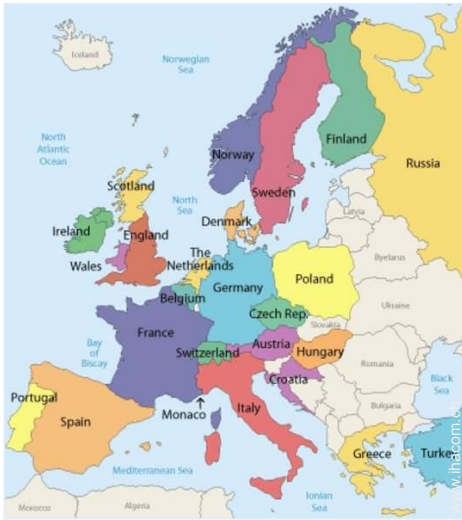 Iceland
Norwegian
Sea
North
Atlantic
Ocean
Norway
Sweden
Finland
Russia
Scotland
North
Sea
Denmark
Latvia
Ireland
England
Wales
The
Netherlands
Byelarus
Germany
Poland
Belgium
Czech Rep.
Ukraine
Slovakia
Bay
of
Biscay
France
Switzerland
Austria
Hungary
Romania
Croatia
Black
Sea
Portugal
Spain
Monaco
Italy
Bulgaria
Greece
Turke
Mediterranean Sea
Ionian
Sea
Morocco
Algeria